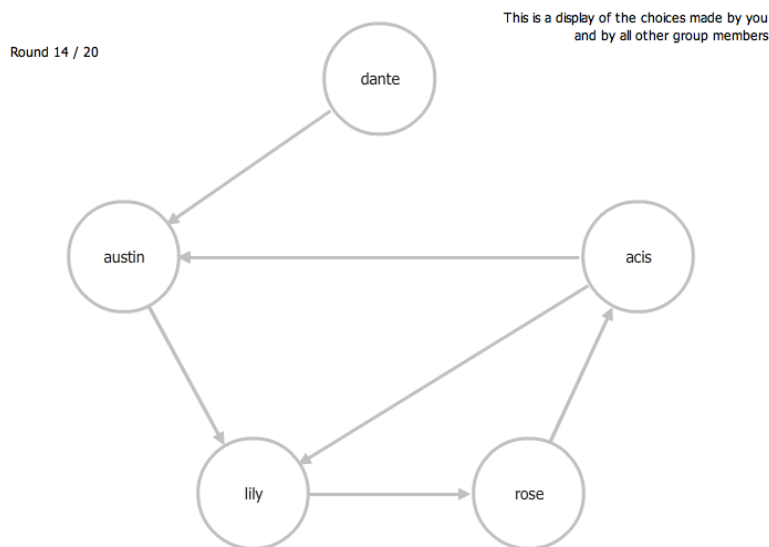 This is a display of the choices made by you
and by all other group members
Round 14 / 20
dante
austin
acis
lily
rose